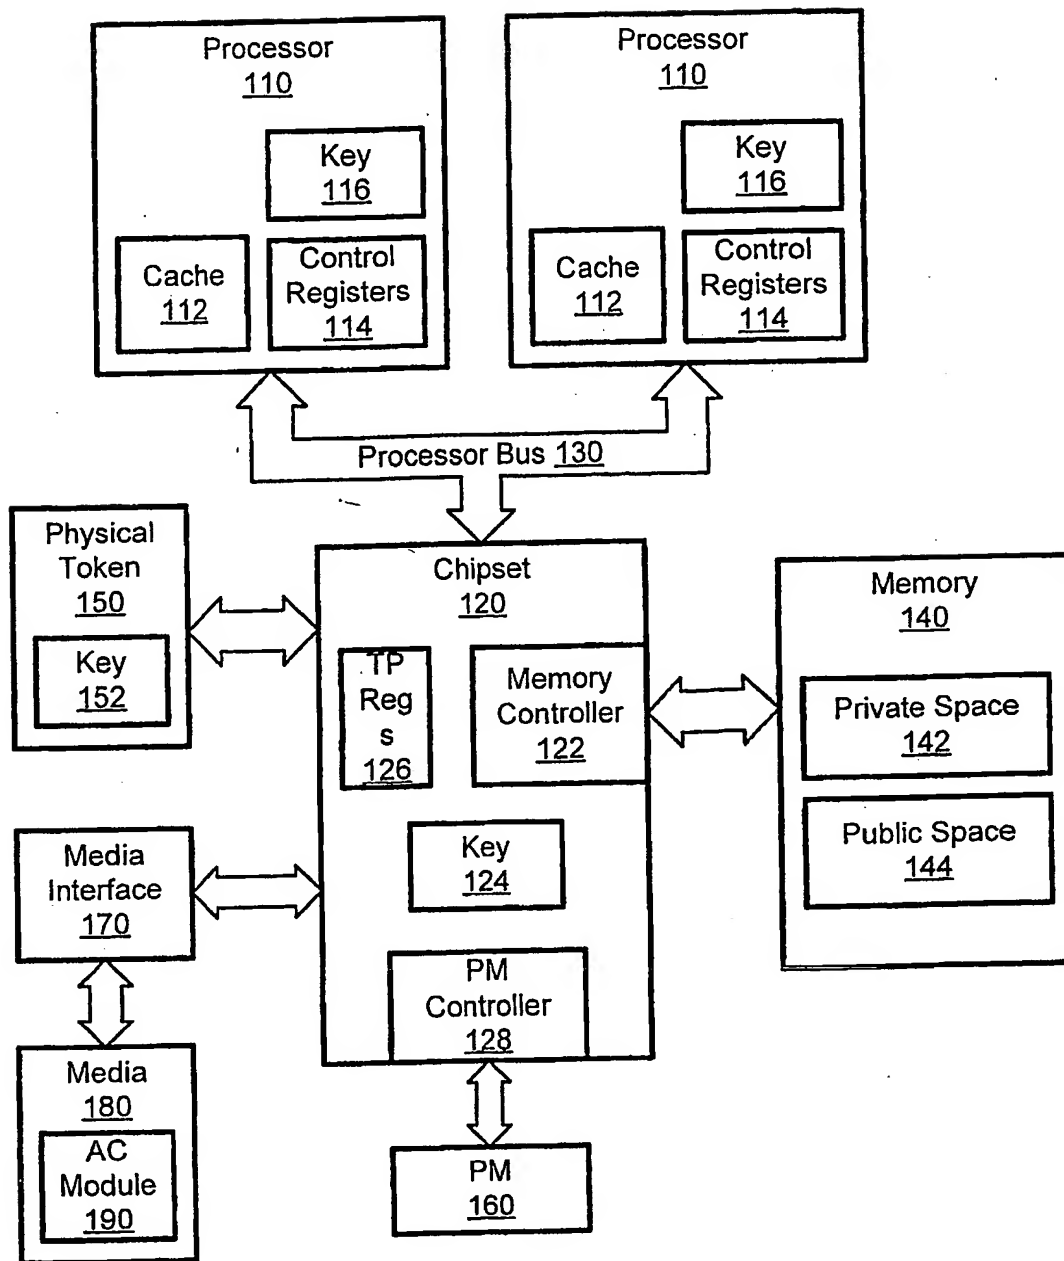 Processor
110
Key
116
Cache
112
Control
Registers
114
Processor
110
Key
116
Cache
112
Control
Registers
114
Processor Bus 130
Physical
Token
150
Key
152
Chipset
120
TP
Reg
s
126
Memory
Controller
122
Key
124
PM
Controller
128
Memory
140
Private Space
142
Public Space
144
Media
Interface
170
Media
180
AC
Module
190
PM
160